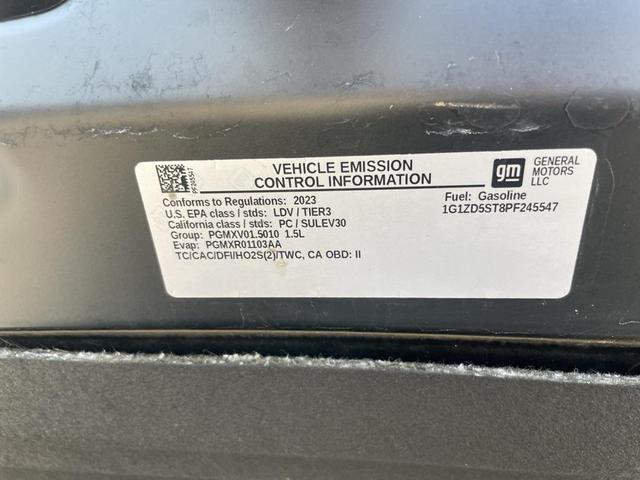 PF245547
VEHICLE EMISSION
CONTROL INFORMATION
gm
GENERAL
MOTORS
LLC
Conforms to Regulations: 2023
U.S. EPA class / stds: LDV / TIER3
California class / stds: PC / SULEV30
Group: PGMXV01.5010 1.5L
Evap: PGMXR01103AA
TC/CAC/DFI/HO2S(2)/TWC, CA OBD: II
Fuel: Gasoline
1G1ZD5ST8PF245547